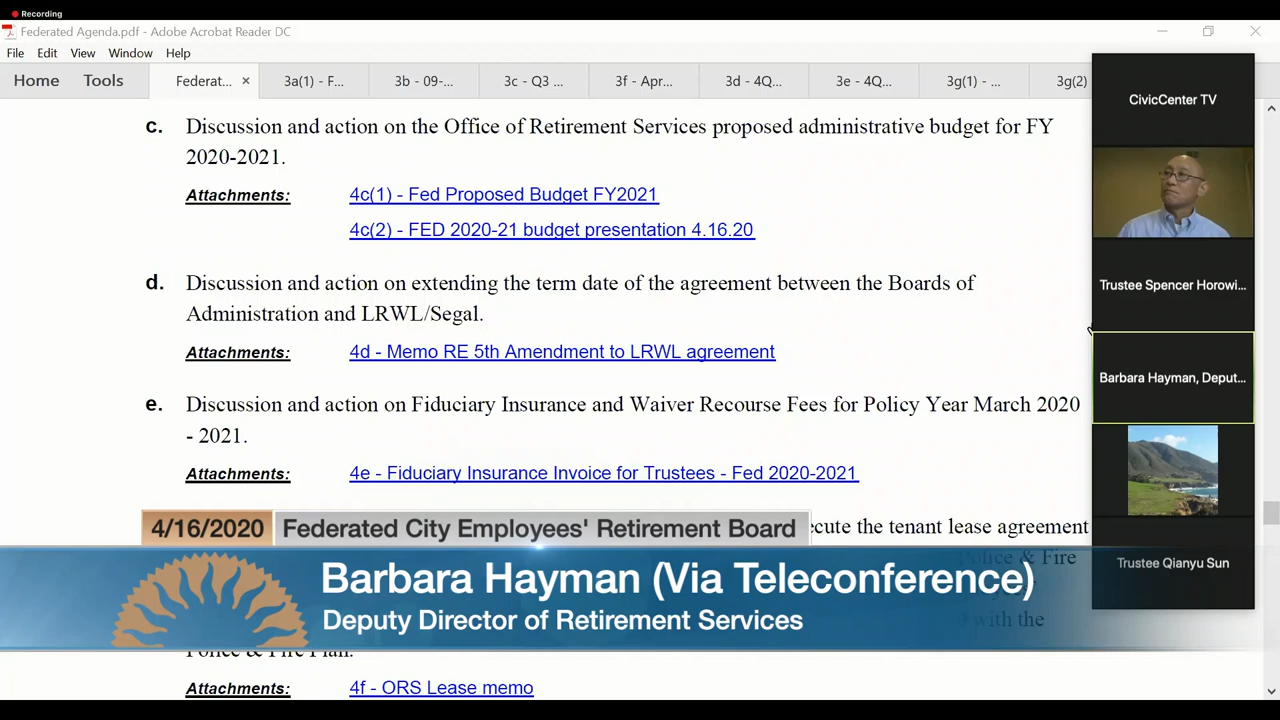 Recording
Federated Agenda.pdf - Adobe Acrobat Reader DC
File Edit View Window Help
Home Tools Federat... × 3a(1) - F... 3b - 09-... 3c - Q3 ... 3f - Apr... 3d - 4Q... 3e - 4Q... 3g(1) - ... 3g(2)
c. Discussion and action on the Office of Retirement Services proposed administrative budget for FY
2020-2021.
Attachments: 4c(1) - Fed Proposed Budget FY2021
4c(2) - FED 2020-21 budget presentation 4.16.20
d. Discussion and action on extending the term date of the agreement between the Boards of
Administration and LRWL/Segal.
Attachments: 4d - Memo RE 5th Amendment to LRWL agreement
e. Discussion and action on Fiduciary Insurance and Waiver Recourse Fees for Policy Year March 2020
- 2021.
Attachments: 4e - Fiduciary Insurance Invoice for Trustees - Fed 2020-2021
ecute the tenant lease agreement
Police & Fire
with the
Police & Fire Plan.
Attachments: 4f - ORS Lease memo
CivicCenter TV
Trustee Spencer Horowi...
Barbara Hayman, Deput...
Trustee Qianyu Sun
4/16/2020 Federated City Employees' Retirement Board
Barbara Hayman (Via Teleconference)
Deputy Director of Retirement Services